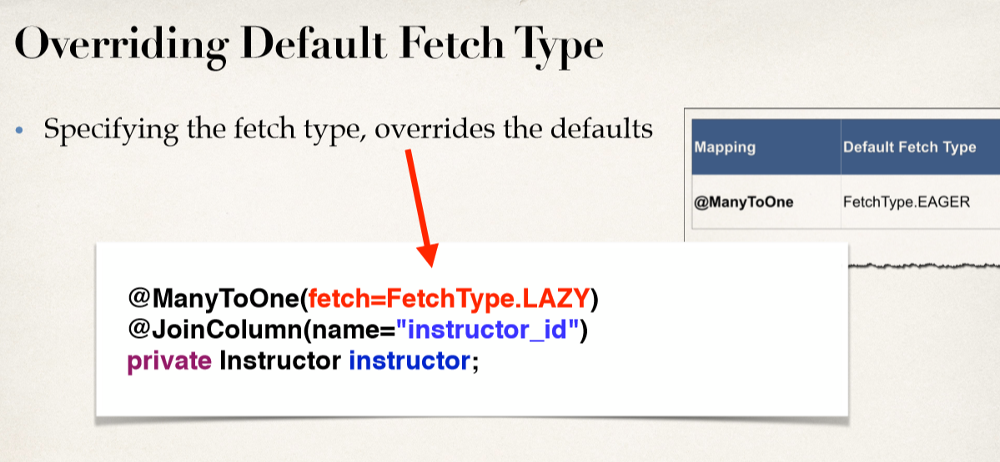 Overriding Default Fetch Type
• Specifying the fetch type, overrides the defaults
Mapping Default Fetch Type
@ManyToOne FetchType.EAGER
@ManyToOne(fetch=FetchType.LAZY)
@JoinColumn(name="instructor_id")
private Instructor instructor;